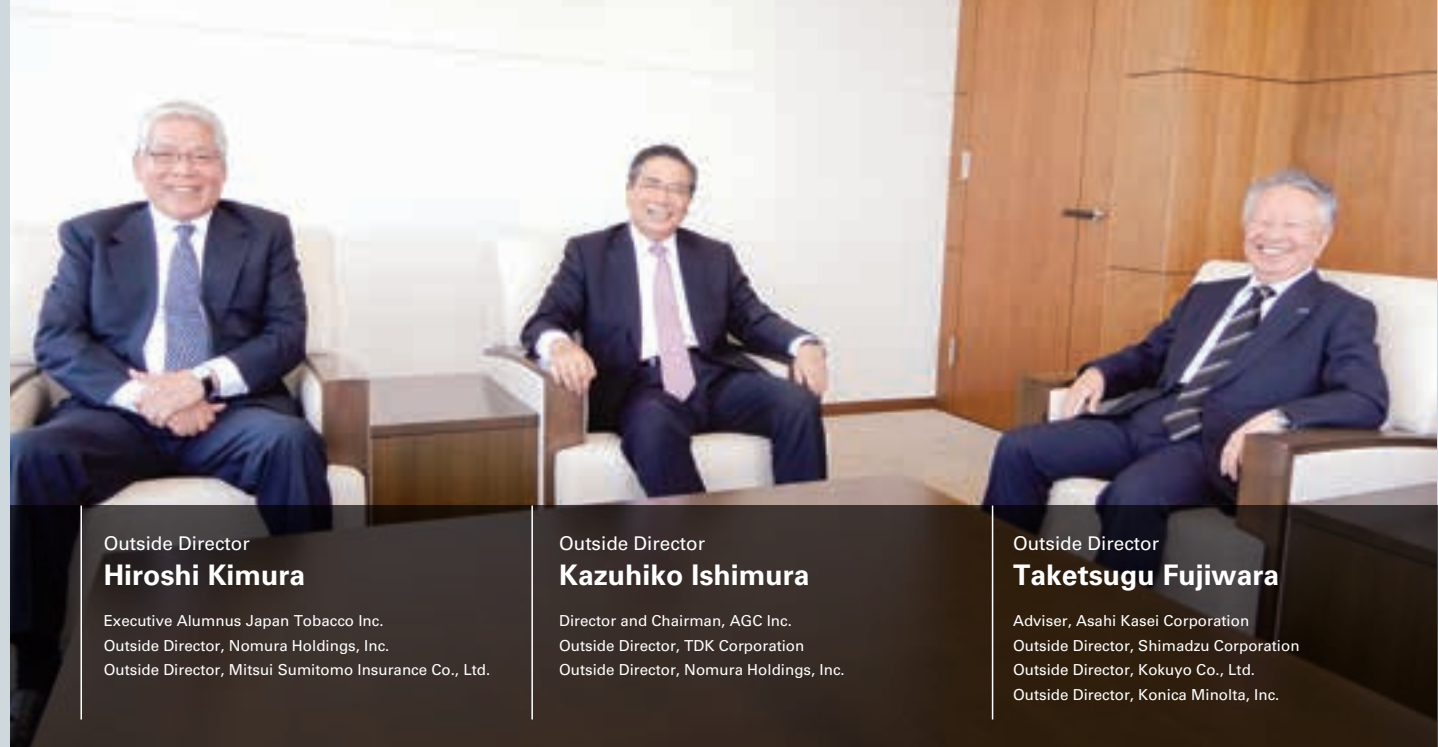 Outside Director
Hiroshi Kimura
Executive Alumnus Japan Tobacco Inc.
Outside Director, Nomura Holdings, Inc.
Outside Director, Mitsui Sumitomo Insurance Co., Ltd.
Outside Director
Kazuhiko Ishimura
Director and Chairman, AGC Inc.
Outside Director, TDK Corporation
Outside Director, Nomura Holdings, Inc.
Outside Director
Taketsugu Fujiwara
Adviser, Asahi Kasei Corporation
Outside Director, Shimadzu Corporation
Outside Director, Kokuyo Co., Ltd.
Outside Director, Konica Minolta, Inc.